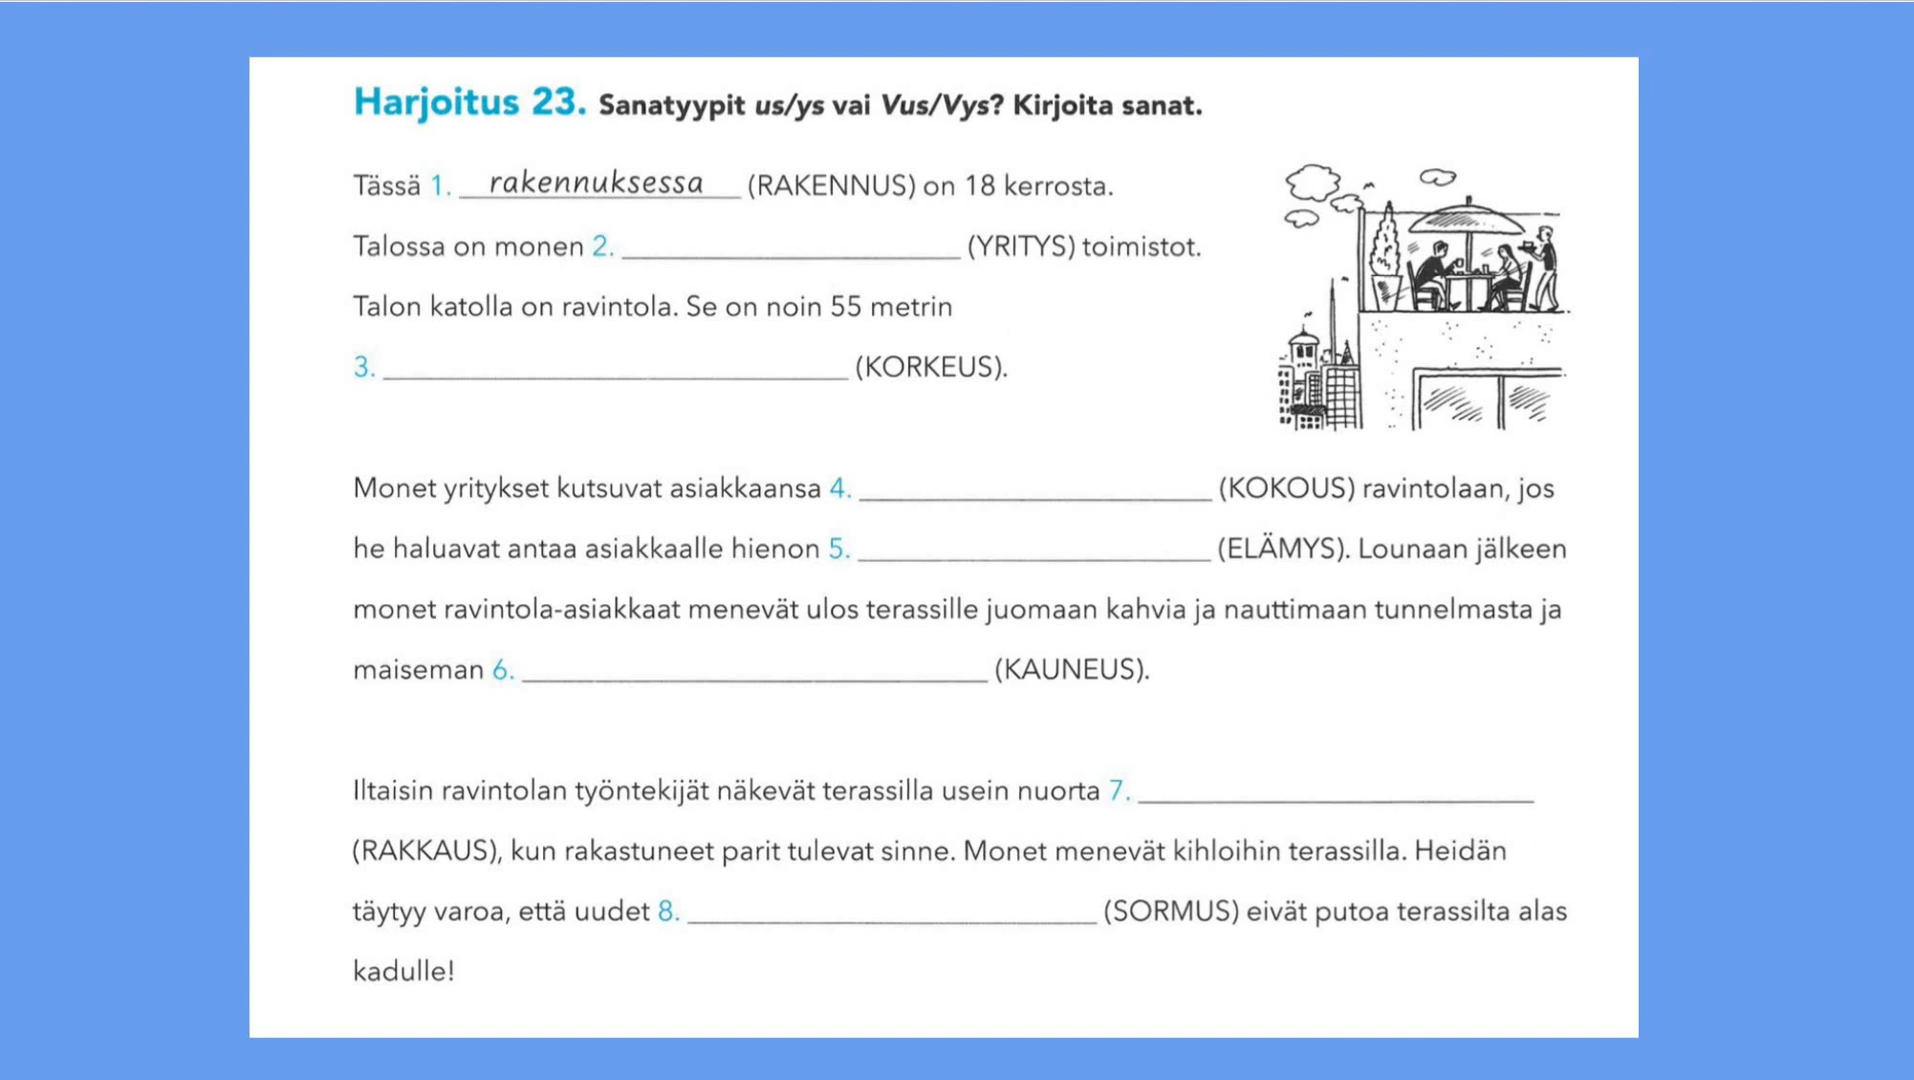 Harjoitus 23. Sanatyypit us/ys vai Vus/Vys? Kirjoita sanat.
Tässä 1. rakennuksessa (RAKENNUS) on 18 kerrosta.
Talossa on monen 2. (YRITYS) toimistot.
Talon katolla on ravintola. Se on noin 55 metrin
3. (KORKEUS).
Monet yritykset kutsuvat asiakkaansa 4. (KOKOUS) ravintolaan, jos
he haluavat antaa asiakkaalle hienon 5. (ELÄMYS). Lounaan jälkeen
monet ravintola-asiakkaat menevät ulos terassille juomaan kahvia ja nauttimaan tunnelmasta ja
maiseman 6. (KAUNEUS).
Iltaisin ravintolan työntekijät näkevät terassilla usein nuorta 7.
(RAKKAUS), kun rakastuneet parit tulevat sinne. Monet menevät kihloihin terassilla. Heidän
täytyy varoa, että uudet 8. (SORMUS) eivät putoa terassilta alas
kadulle!